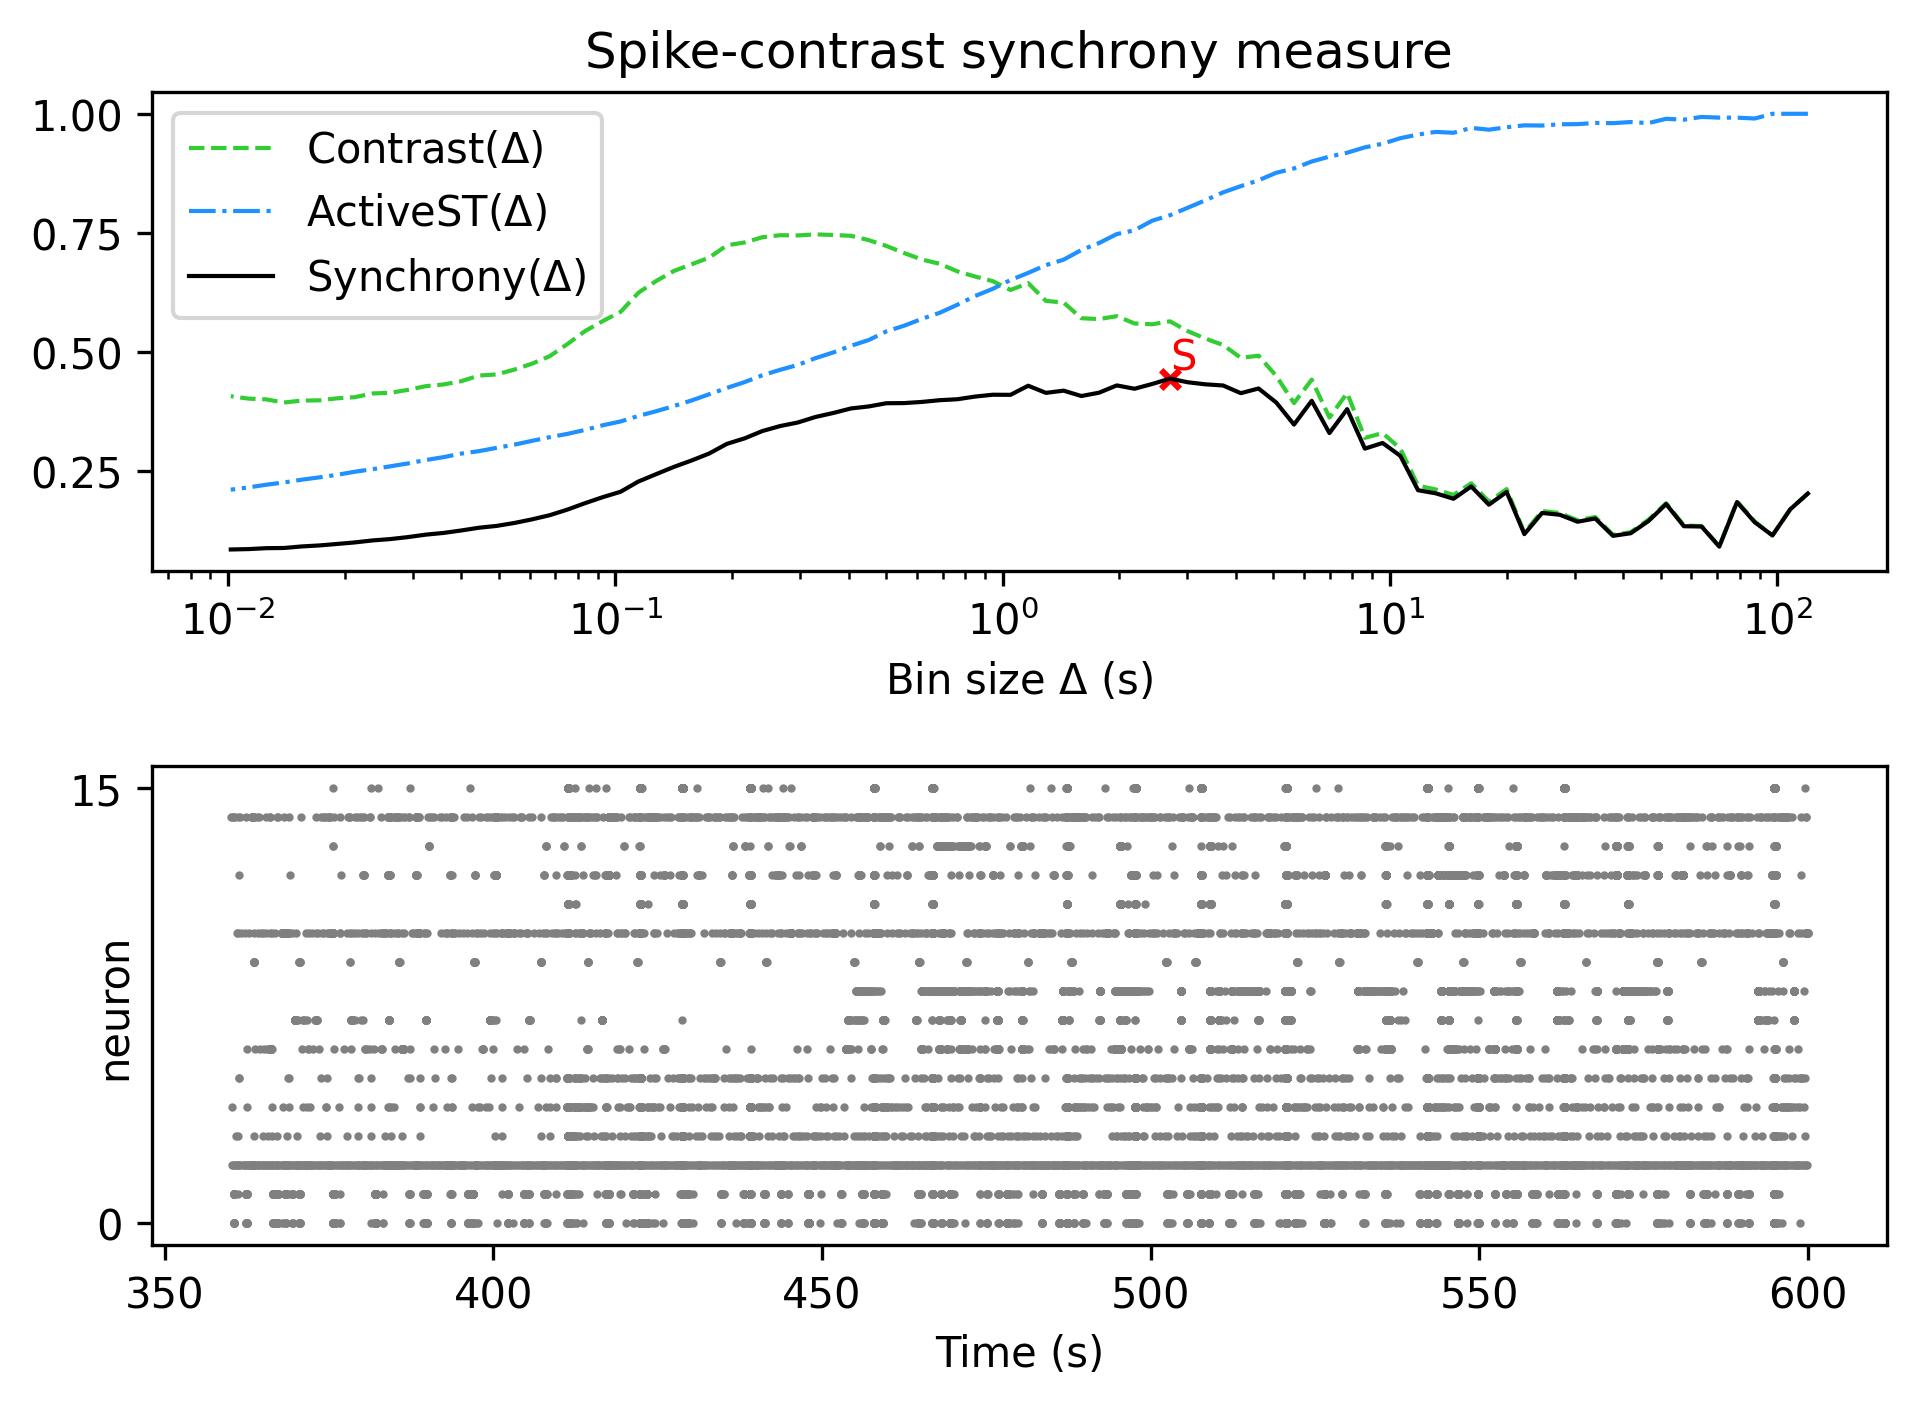 Spike-contrast synchrony measure
1.00
0.75
0.50
0.25
Contrast(Δ)
ActiveST(Δ)
Synchrony(Δ)
S
10⁻² 10⁻¹ 10⁰ 10¹ 10²
Bin size Δ (s)
15
0
neuron
350 400 450 500 550 600
Time (s)